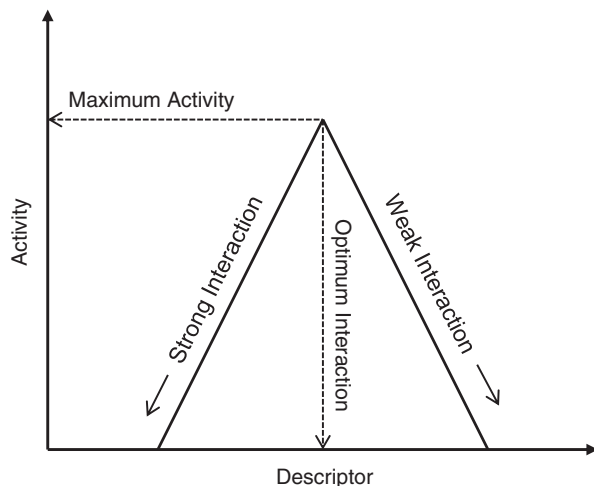 Maximum Activity
Activity
Strong Interaction
Optimum Interaction
Weak Interaction
Descriptor